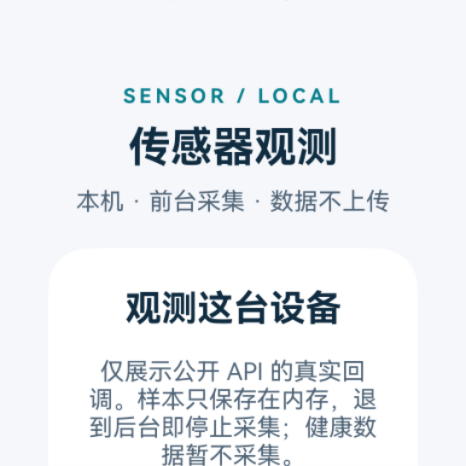 SENSOR / LOCAL
传感器观测
本机 · 前台采集 · 数据不上传
观测这台设备
仅展示公开 API 的真实回
调。样本只保存在内存，退
到后台即停止采集；健康数
据暂不采集。